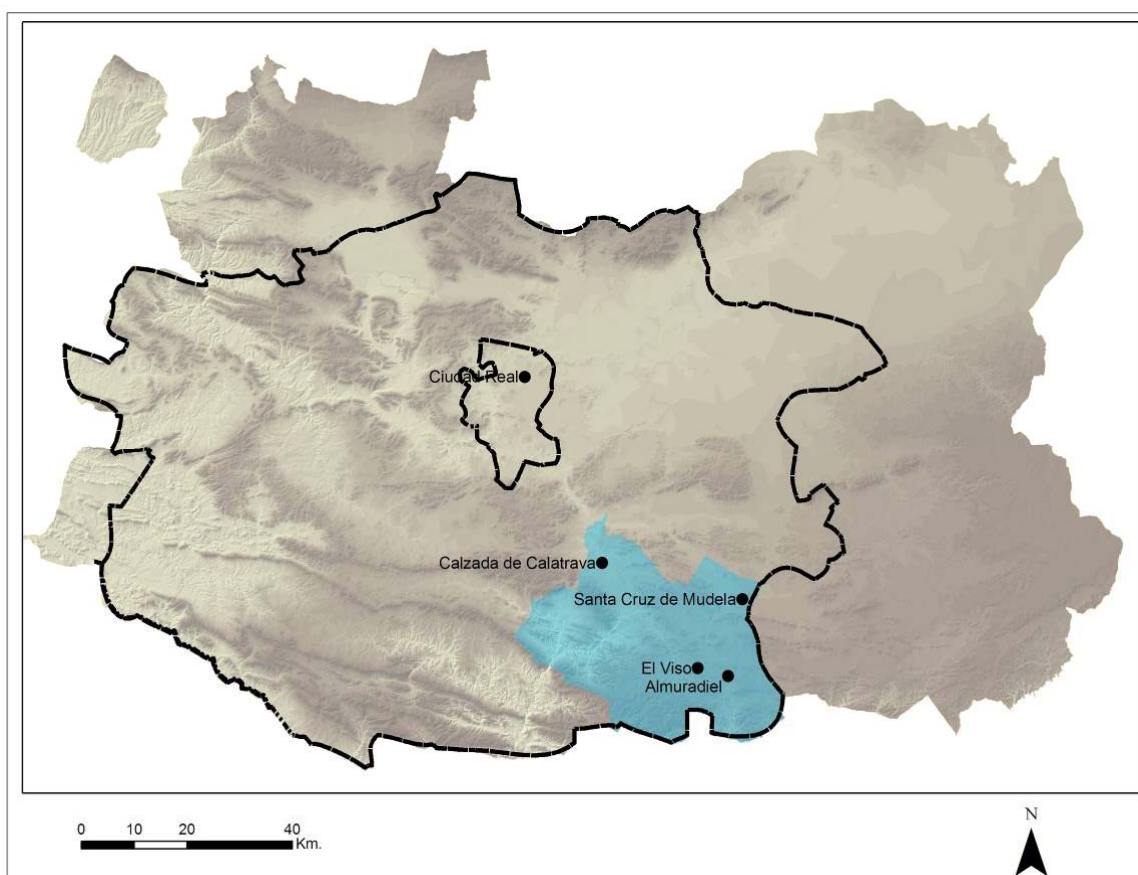 Ciudad Real
Calzada de Calatrava
Santa Cruz de Mudela
El Viso
Almuradiel
0 10 20 40
Km.
N